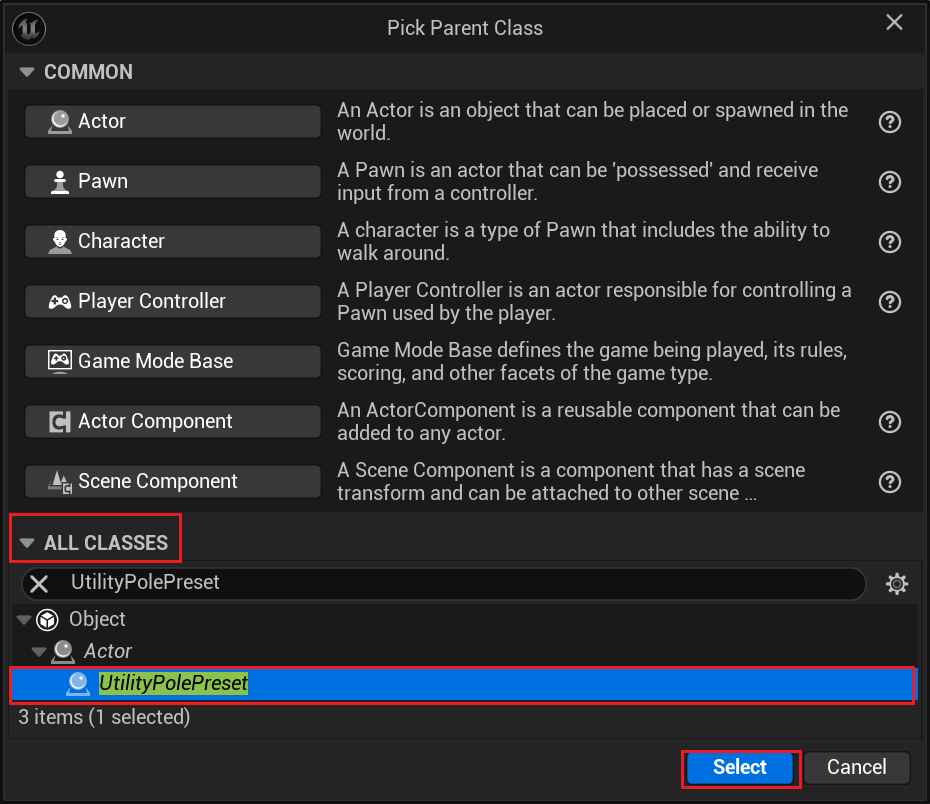 Pick Parent Class
COMMON
Actor
An Actor is an object that can be placed or spawned in the
world.
Pawn
A Pawn is an actor that can be 'possessed' and receive
input from a controller.
Character
A character is a type of Pawn that includes the ability to
walk around.
Player Controller
A Player Controller is an actor responsible for controlling a
Pawn used by the player.
Game Mode Base
Game Mode Base defines the game being played, its rules,
scoring, and other facets of the game type.
Actor Component
An ActorComponent is a reusable component that can be
added to any actor.
Scene Component
A Scene Component is a component that has a scene
transform and can be attached to other scene ...
ALL CLASSES
UtilityPolePreset
Object
Actor
UtilityPolePreset
3 items (1 selected)
Select
Cancel